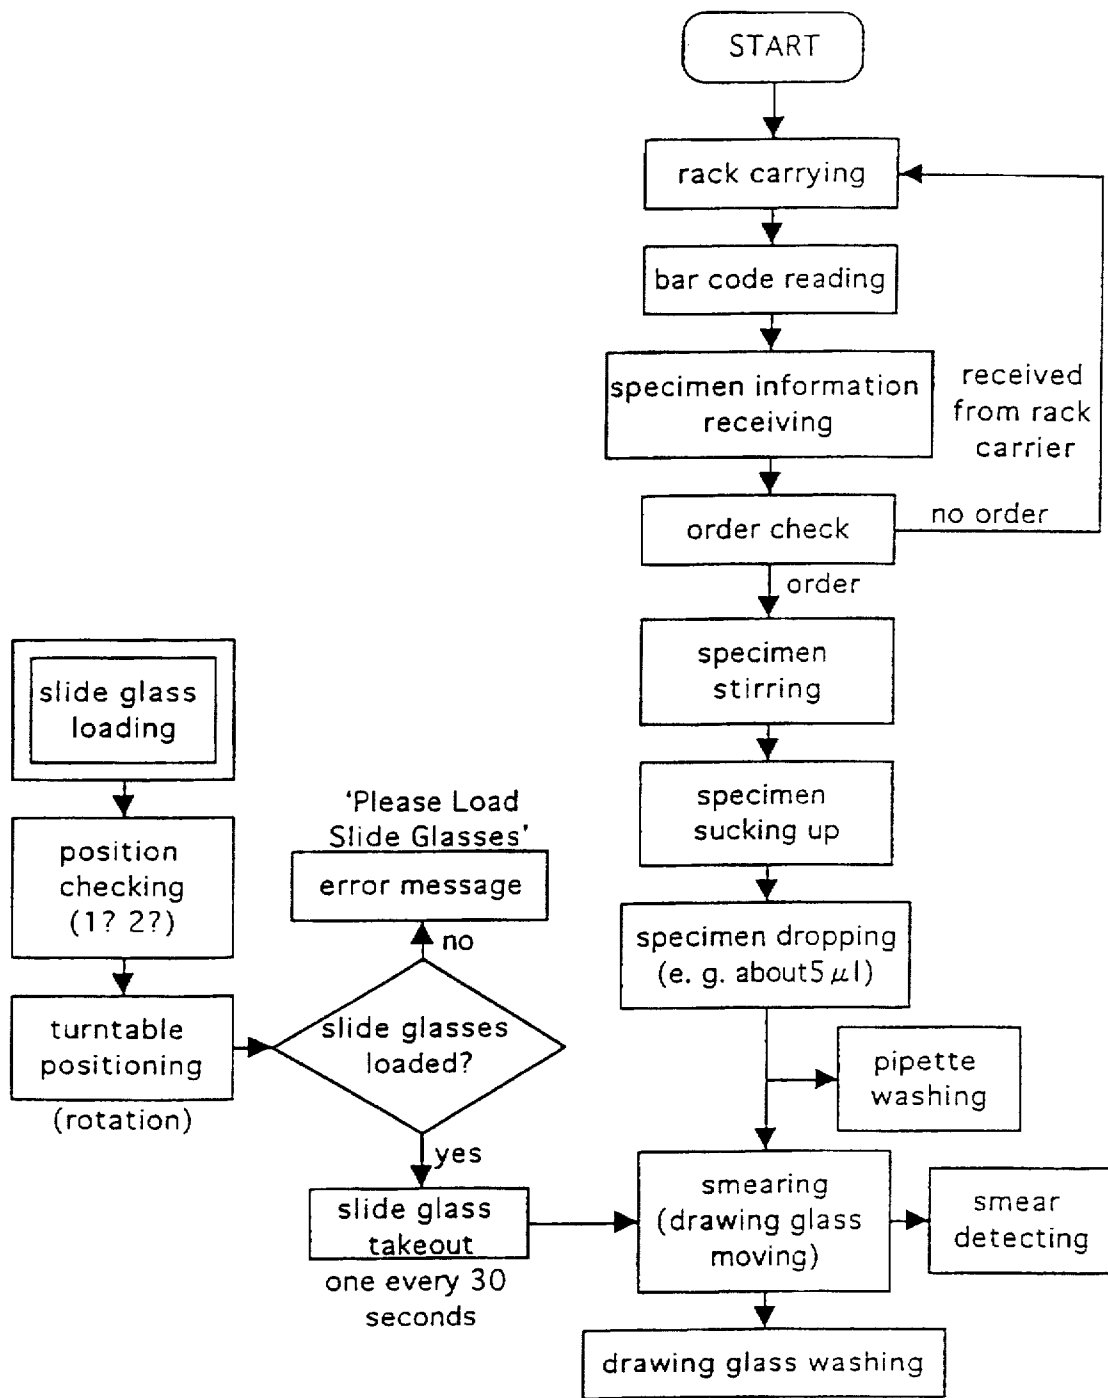 START
rack carrying
bar code reading
specimen information
receiving
received
from rack
carrier
order check
no order
order
specimen
stirring
slide glass
loading
specimen
sucking up
'Please Load
Slide Glasses'
error message
position
checking
(1? 2?)
no
specimen dropping
(e. g. about5μl)
turntable
positioning
(rotation)
slide glasses
loaded?
pipette
washing
yes
slide glass
takeout
one every 30
seconds
smearing
(drawing glass
moving)
smear
detecting
drawing glass washing